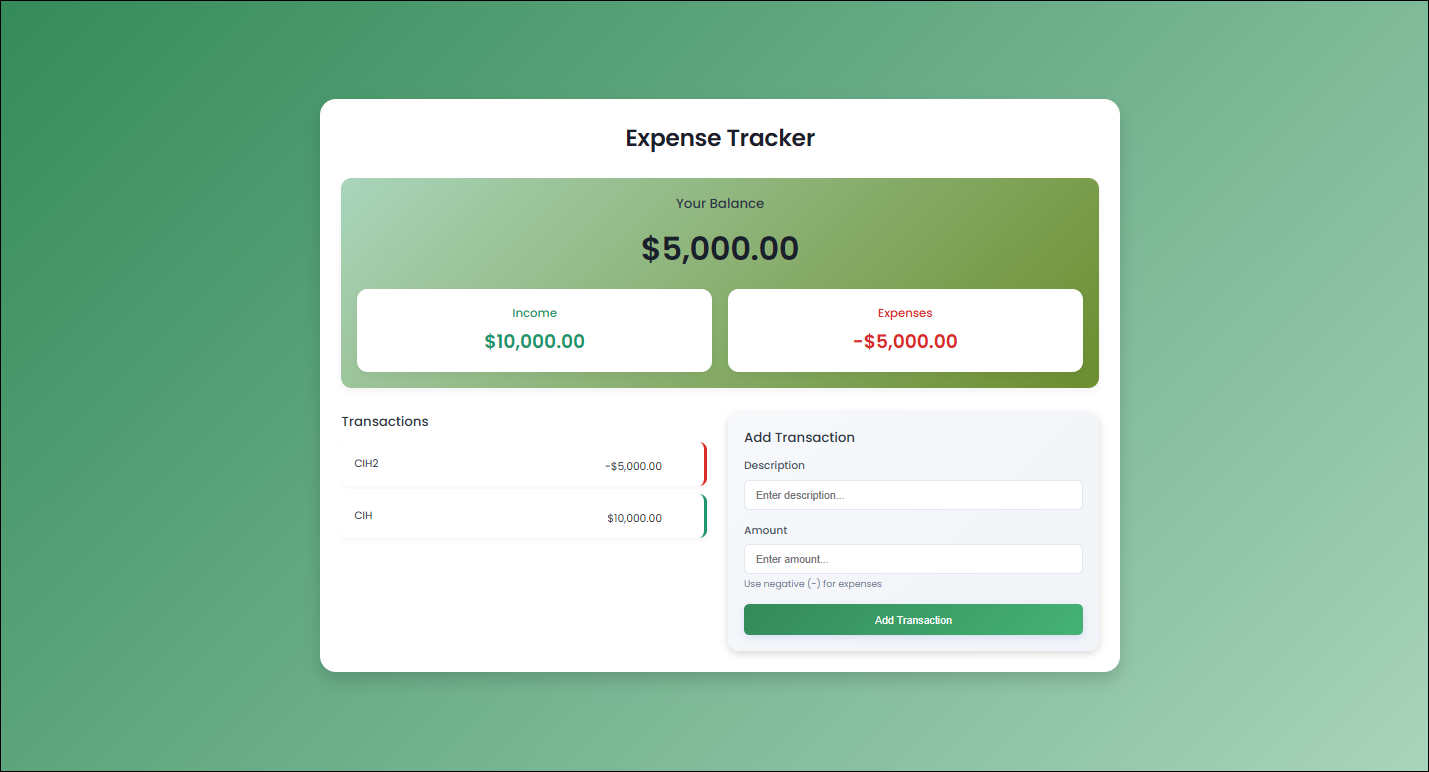 Expense Tracker
Your Balance
$5,000.00
Income
$10,000.00
Expenses
-$5,000.00
Transactions
CIH2 -$5,000.00
CIH $10,000.00
Add Transaction
Description
Enter description...
Amount
Enter amount...
Use negative (-) for expenses
Add Transaction